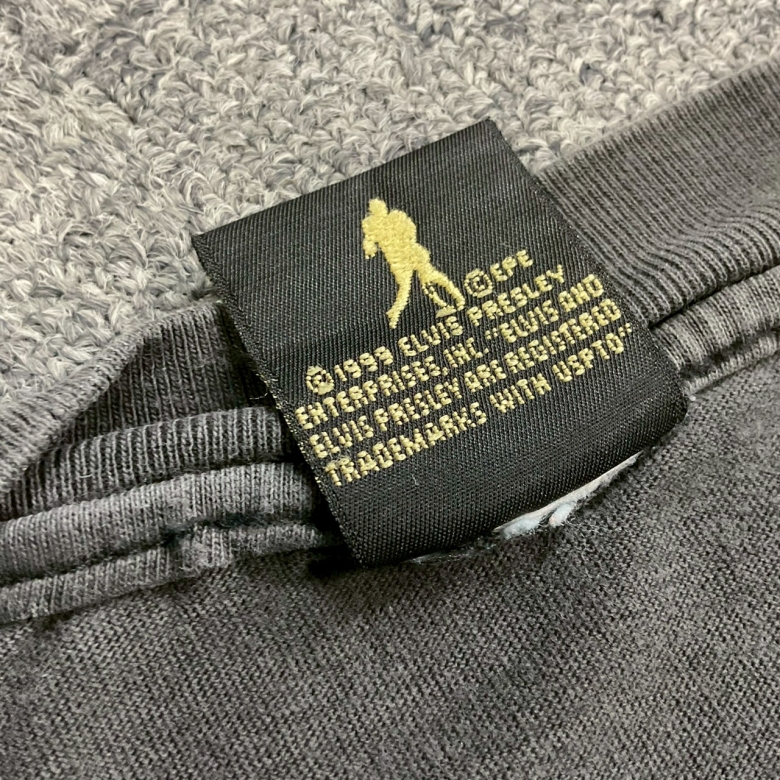 © EPE
© 1999 ELVIS PRESLEY
ENTERPRISES, INC. "ELVIS AND
ELVIS PRESLEY ARE REGISTERED
TRADEMARKS WITH USPTO."